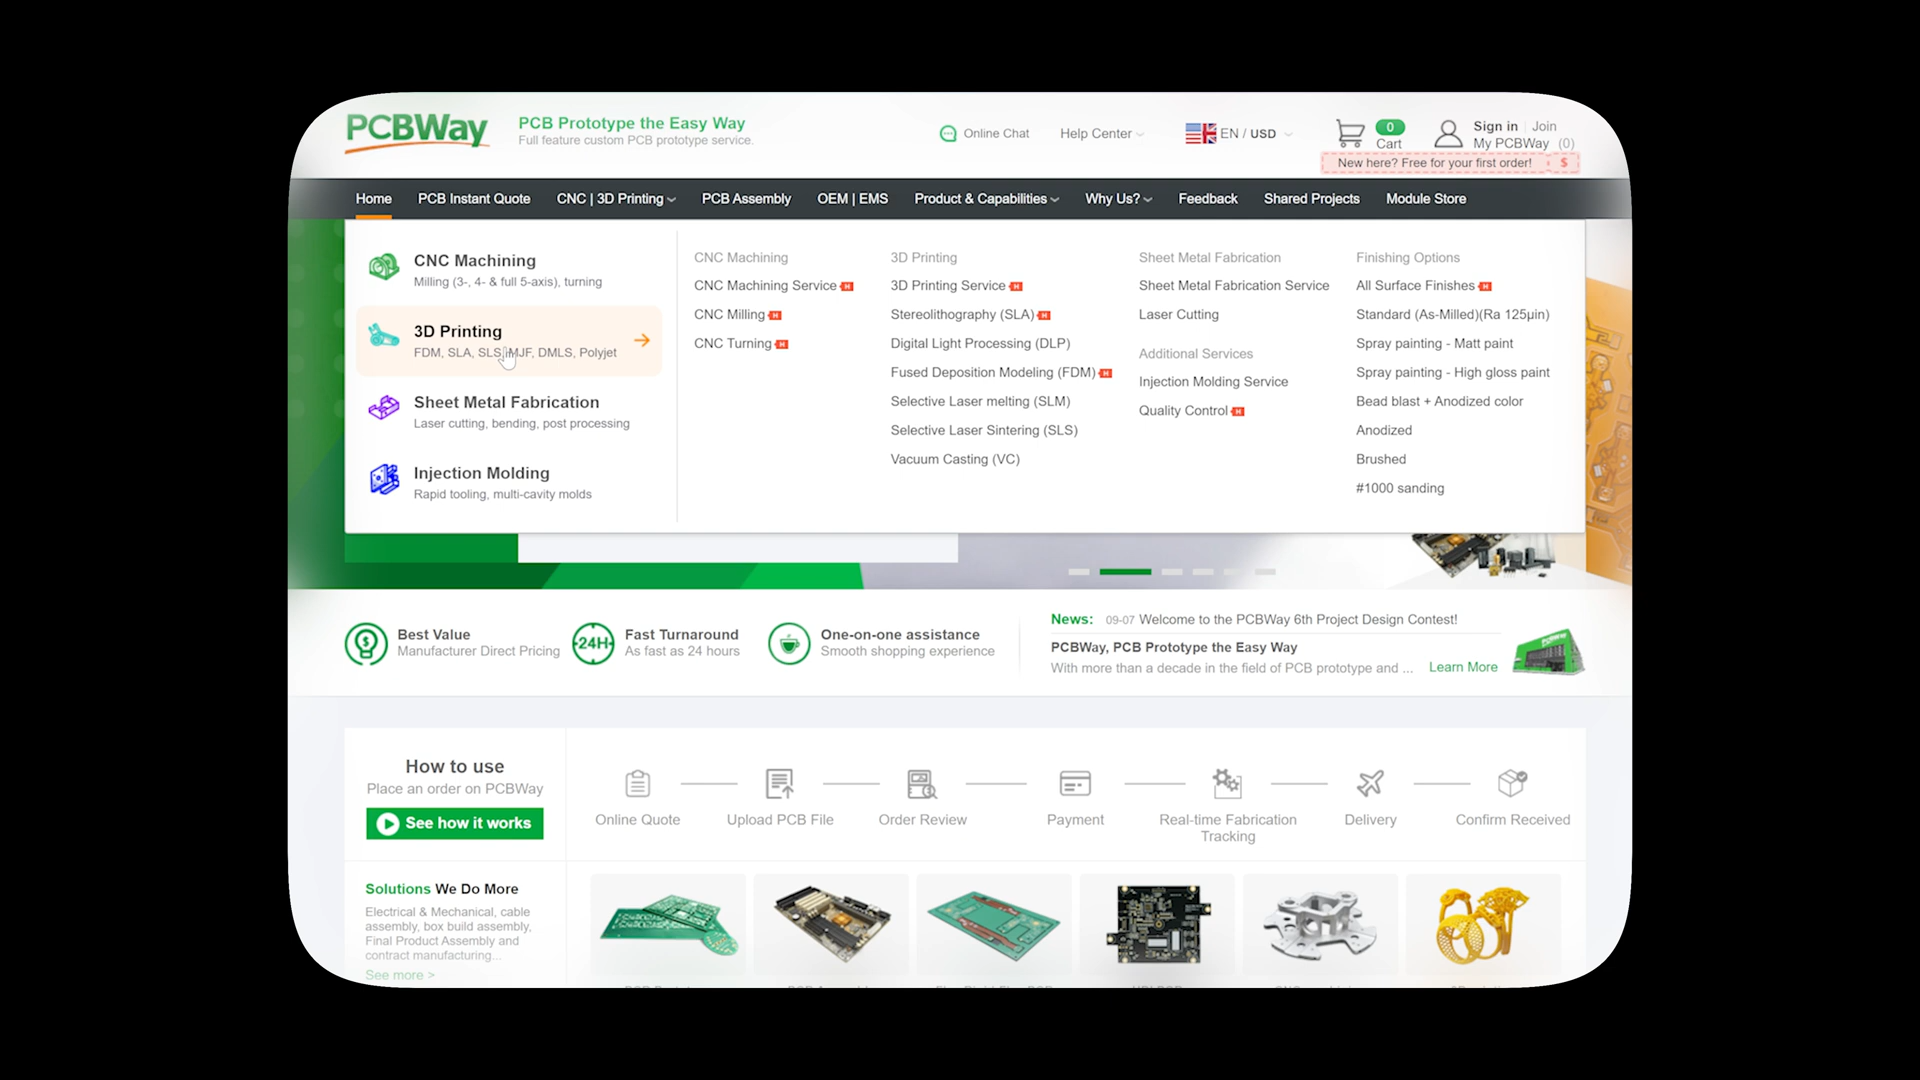 PCBWay
PCB Prototype the Easy Way
Full feature custom PCB prototype service.
Online Chat
Help Center
EN / USD
0
Cart
Sign in | Join
My PCBWay (0)
New here? Free for your first order! $
Home
PCB Instant Quote
CNC | 3D Printing
PCB Assembly
OEM | EMS
Product & Capabilities
Why Us?
Feedback
Shared Projects
Module Store
CNC Machining
Milling (3-, 4- & full 5-axis), turning
3D Printing
FDM, SLA, SLS, MJF, DMLS, Polyjet
Sheet Metal Fabrication
Laser cutting, bending, post processing
Injection Molding
Rapid tooling, multi-cavity molds
CNC Machining
CNC Machining Service H
CNC Milling H
CNC Turning H
3D Printing
3D Printing Service H
Stereolithography (SLA) H
Digital Light Processing (DLP)
Fused Deposition Modeling (FDM) H
Selective Laser melting (SLM)
Selective Laser Sintering (SLS)
Vacuum Casting (VC)
Sheet Metal Fabrication
Sheet Metal Fabrication Service
Laser Cutting
Additional Services
Injection Molding Service
Quality Control H
Finishing Options
All Surface Finishes H
Standard (As-Milled)(Ra 125µin)
Spray painting - Matt paint
Spray painting - High gloss paint
Bead blast + Anodized color
Anodized
Brushed
#1000 sanding
Best Value
Manufacturer Direct Pricing
24H
Fast Turnaround
As fast as 24 hours
One-on-one assistance
Smooth shopping experience
News: 09-07 Welcome to the PCBWay 6th Project Design Contest!
PCBWay, PCB Prototype the Easy Way
With more than a decade in the field of PCB prototype and ... Learn More
How to use
Place an order on PCBWay
See how it works
Online Quote
Upload PCB File
Order Review
Payment
Real-time Fabrication
Tracking
Delivery
Confirm Received
Solutions We Do More
Electrical & Mechanical, cable
assembly, box build assembly,
Final Product Assembly and
contract manufacturing...
See more >